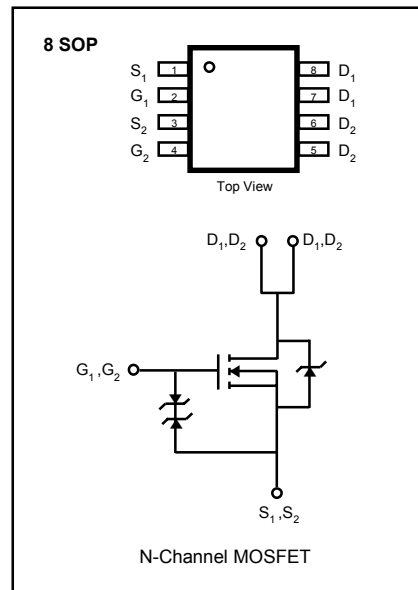 8 SOP
S1 1 8 D1
G1 2 7 D1
S2 3 6 D2
G2 4 5 D2
Top View
D1,D2 D1,D2
G1 ,G2
S1 ,S2
N-Channel MOSFET